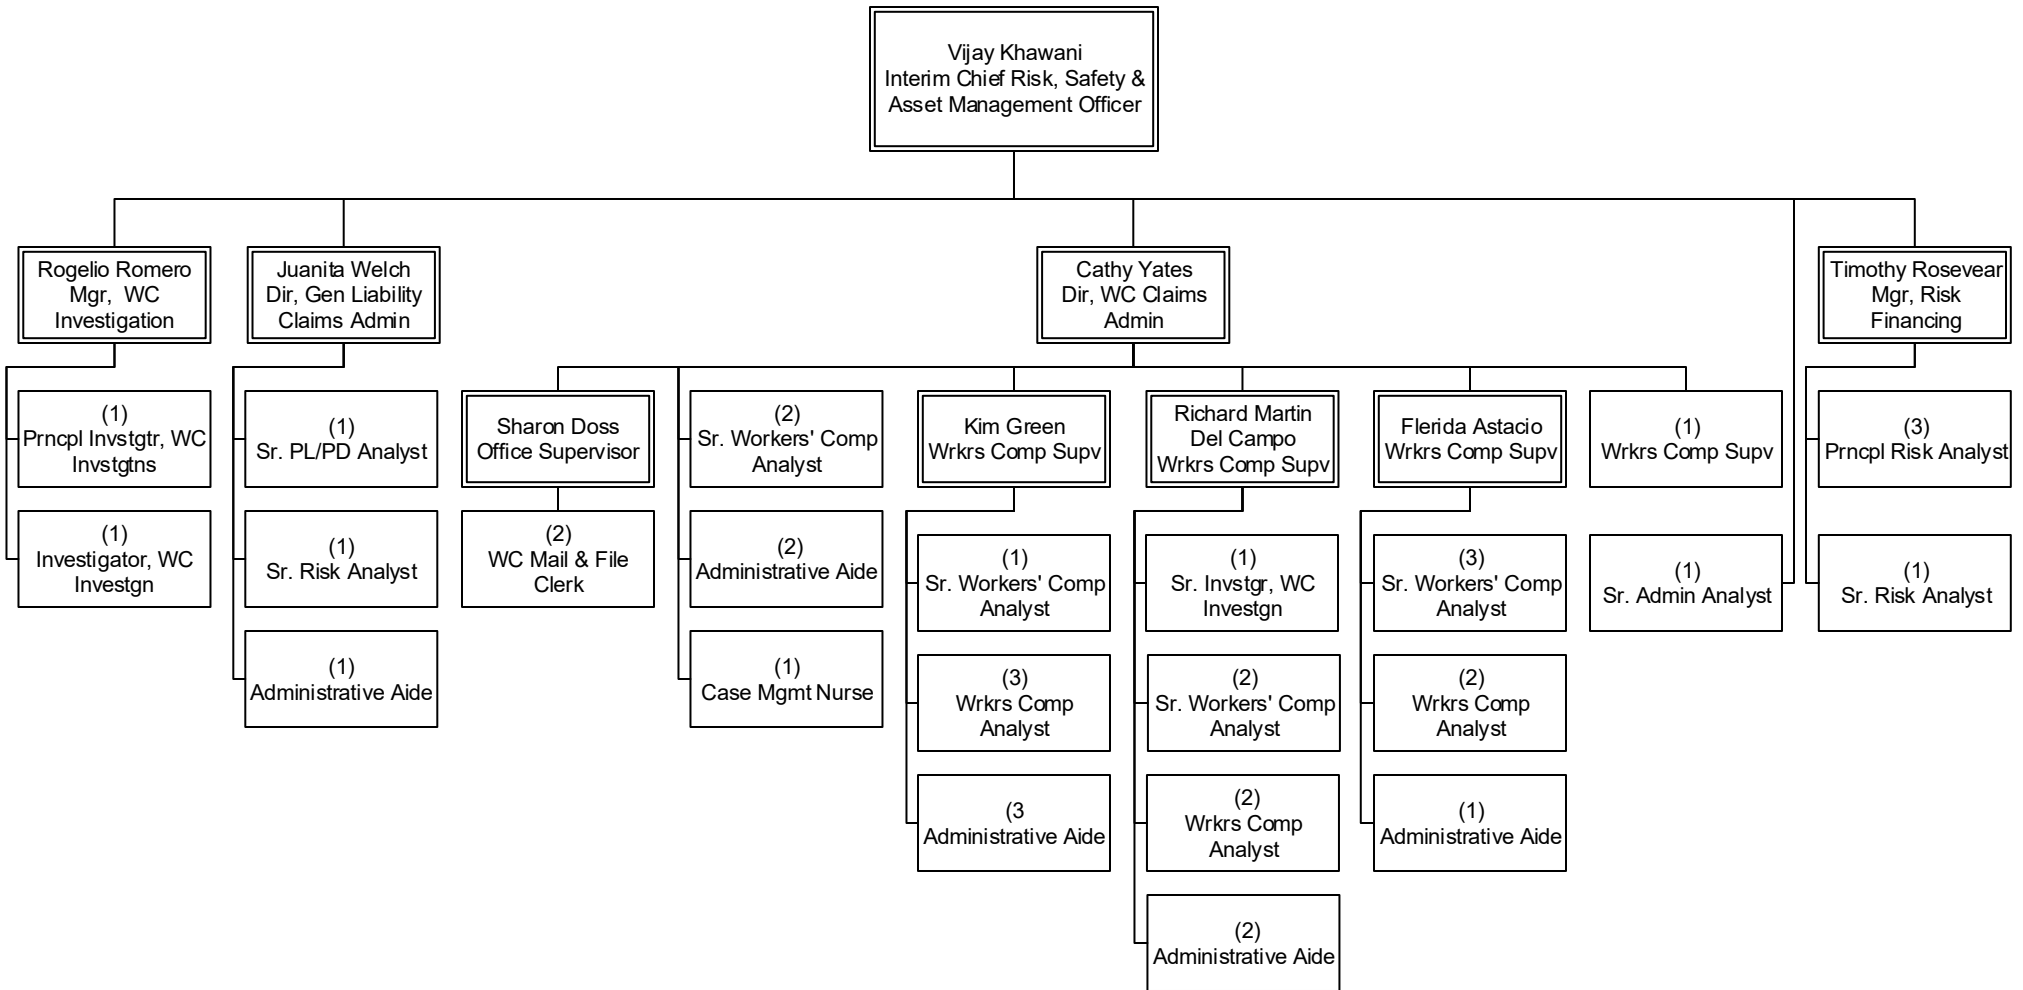 Vijay Khawani
Interim Chief Risk, Safety &
Asset Management Officer
Rogelio Romero
Mgr,  WC
Investigation
Juanita Welch
Dir, Gen Liability
Claims Admin
Cathy Yates
Dir, WC Claims
Admin
Timothy Rosevear
Mgr, Risk
Financing
(1)
Prncpl Invstgtr, WC
Invstgtns
(1)
Investigator, WC
Investgn
(1)
Sr. PL/PD Analyst
(1)
Sr. Risk Analyst
(1)
Administrative Aide
Sharon Doss
Office Supervisor
(2)
WC Mail & File
Clerk
(2)
Sr. Workers' Comp
Analyst
(2)
Administrative Aide
(1)
Case Mgmt Nurse
Kim Green
Wrkrs Comp Supv
(1)
Sr. Workers' Comp
Analyst
(3)
Wrkrs Comp
Analyst
(3
Administrative Aide
Richard Martin
Del Campo
Wrkrs Comp Supv
(1)
Sr. Invstgr, WC
Investgn
(2)
Sr. Workers' Comp
Analyst
(2)
Wrkrs Comp
Analyst
(2)
Administrative Aide
Flerida Astacio
Wrkrs Comp Supv
(3)
Sr. Workers' Comp
Analyst
(2)
Wrkrs Comp
Analyst
(1)
Administrative Aide
(1)
Wrkrs Comp Supv
(1)
Sr. Admin Analyst
(3)
Prncpl Risk Analyst
(1)
Sr. Risk Analyst